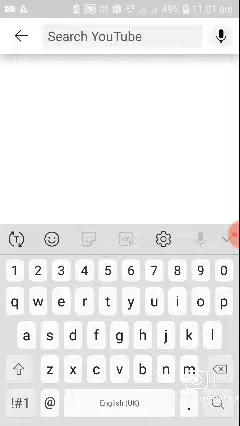 49% 11:01 am
Search YouTube
1 2 3 4 5 6 7 8 9 0
q w e r t y u i o p
a s d f g h j k l
z x c v b n m
!#1 @ English (UK) .